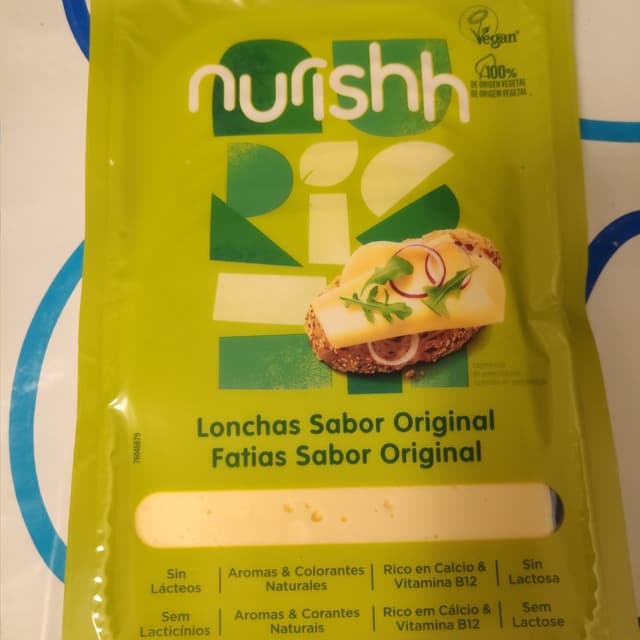 Vegan
nurishh
100%
DE ORIGEN VEGETAL
DE ORIGEM VEGETAL
Lonchas Sabor Original
Fatias Sabor Original
76045879
Sin
Lácteos
Aromas & Colorantes
Naturales
Rico en Calcio &
Vitamina B12
Sin
Lactosa
Sem
Lacticínios
Aromas & Corantes
Naturais
Rico em Cálcio &
Vitamina B12
Sem
Lactose